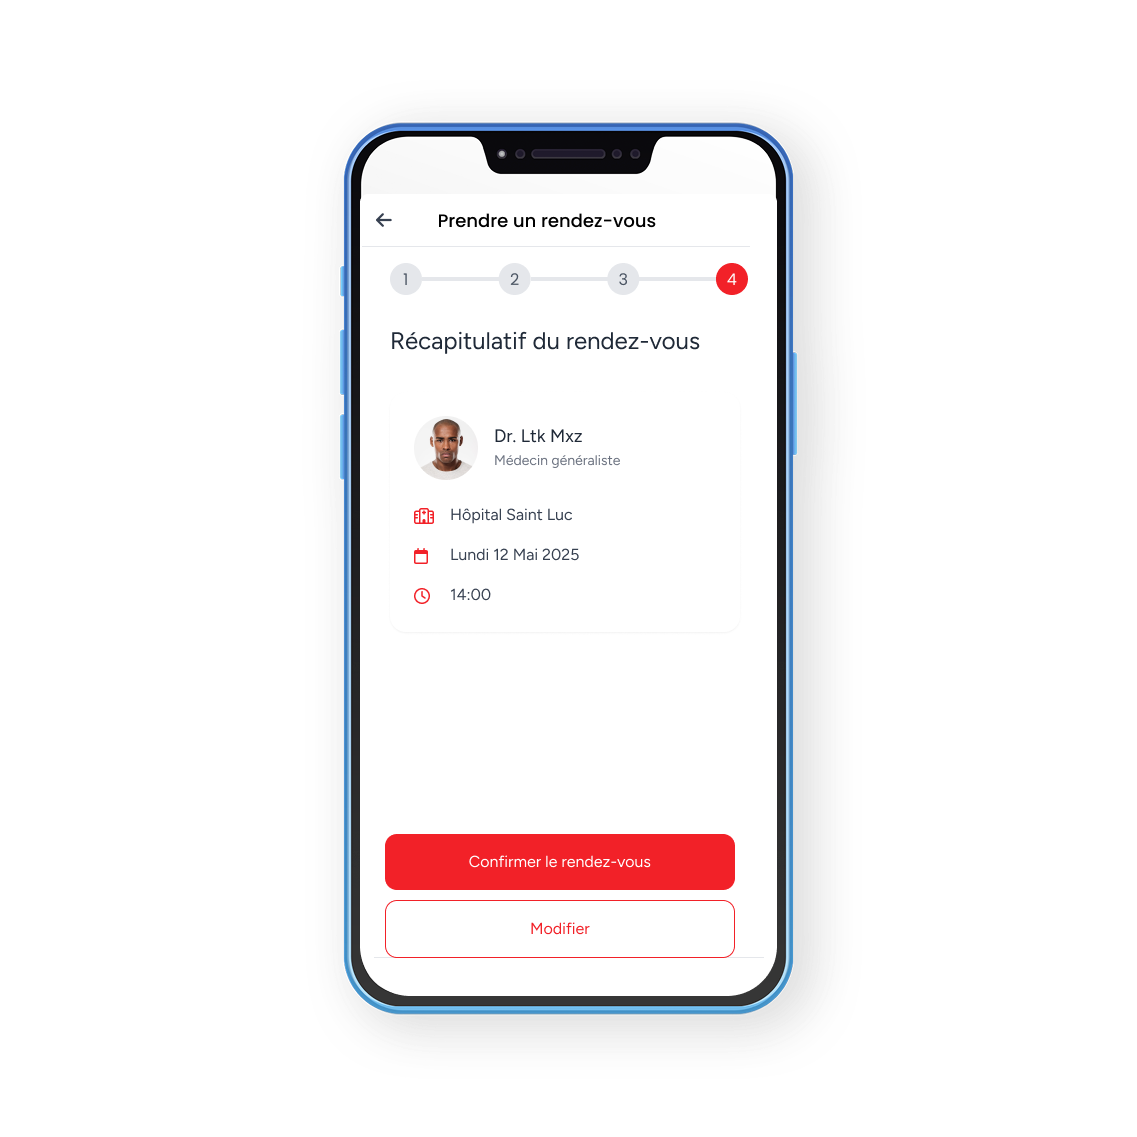 Prendre un rendez-vous
1 2 3 4
Récapitulatif du rendez-vous
Dr. Ltk Mxz
Médecin généraliste
Hôpital Saint Luc
Lundi 12 Mai 2025
14:00
Confirmer le rendez-vous
Modifier